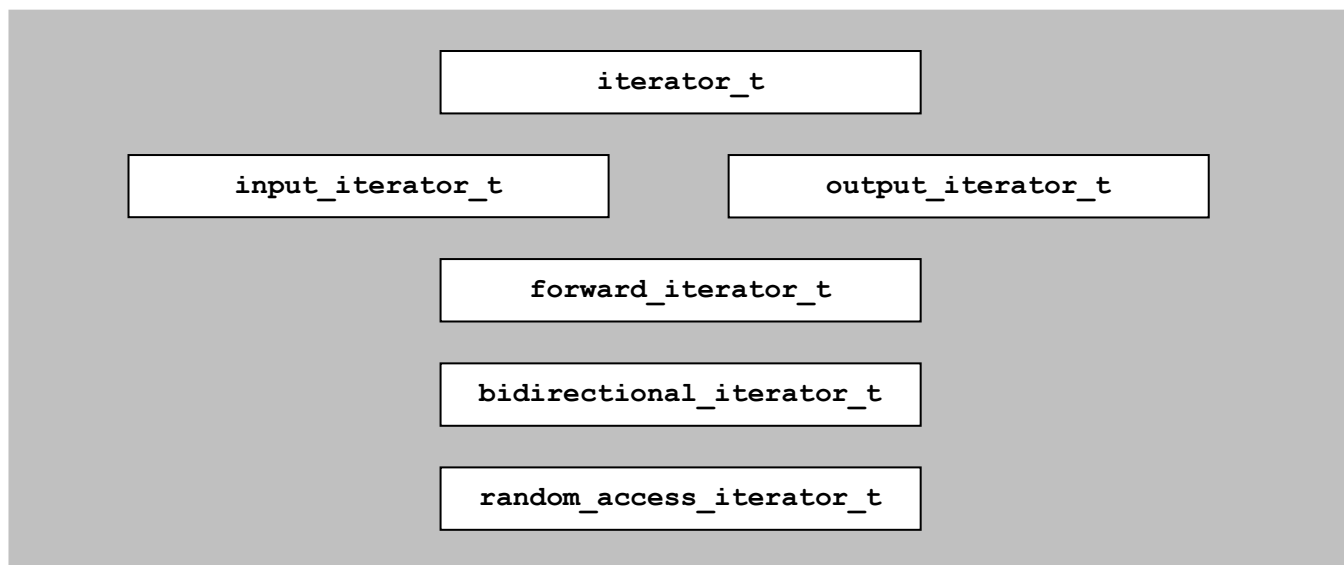 iterator_t
input_iterator_t
output_iterator_t
forward_iterator_t
bidirectional_iterator_t
random_access_iterator_t